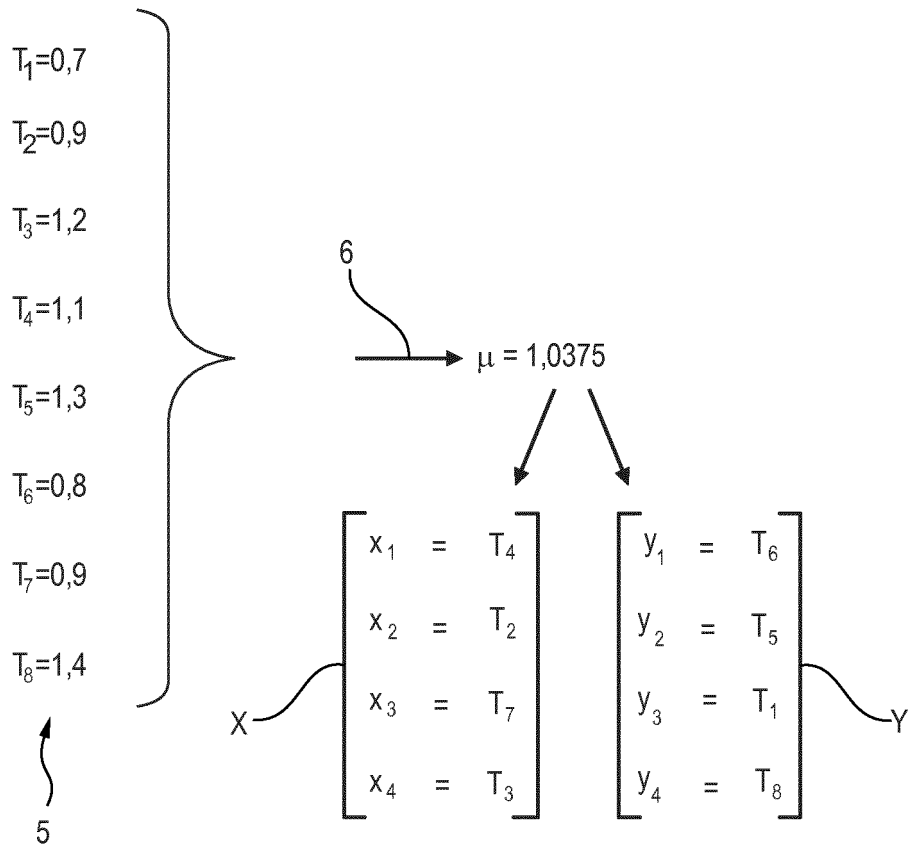 T1=0,7
T2=0,9
T3=1,2
T4=1,1
T5=1,3
T6=0,8
T7=0,9
T8=1,4
5
6
μ = 1,0375
x1 = T4
x2 = T2
x3 = T7
x4 = T3
X
y1 = T6
y2 = T5
y3 = T1
y4 = T8
Y